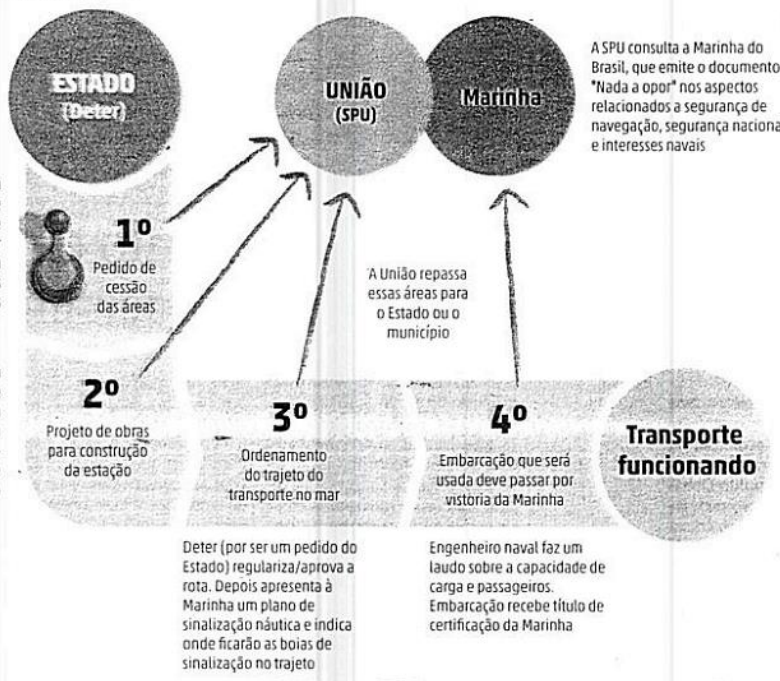 ESTADO
(Deter)
UNIÃO
(SPU)
Marinha
A SPU consulta a Marinha do
Brasil, que emite o documento
"Nada a opor" nos aspectos
relacionados a segurança de
navegação, segurança naciona
e interesses navais
1º
Pedido de
cessão
das áreas
A União repassa
essas áreas para
o Estado ou o
município
2º
Projeto de obras
para construção
da estação
3º
Ordenamento
do trajeto do
transporte no mar
4º
Embarcação que será
usada deve passar por
vistoria da Marinha
Transporte
funcionando
Deter (por ser um pedido do
Estado) regulariza/aprova a
rota. Depois apresenta à
Marinha um plano de
sinalização náutica e indica
onde ficarão as boias de
sinalização no trajeto
Engenheiro naval faz um
laudo sobre a capacidade de
carga e passageiros.
Embarcação recebe título de
certificação da Marinha